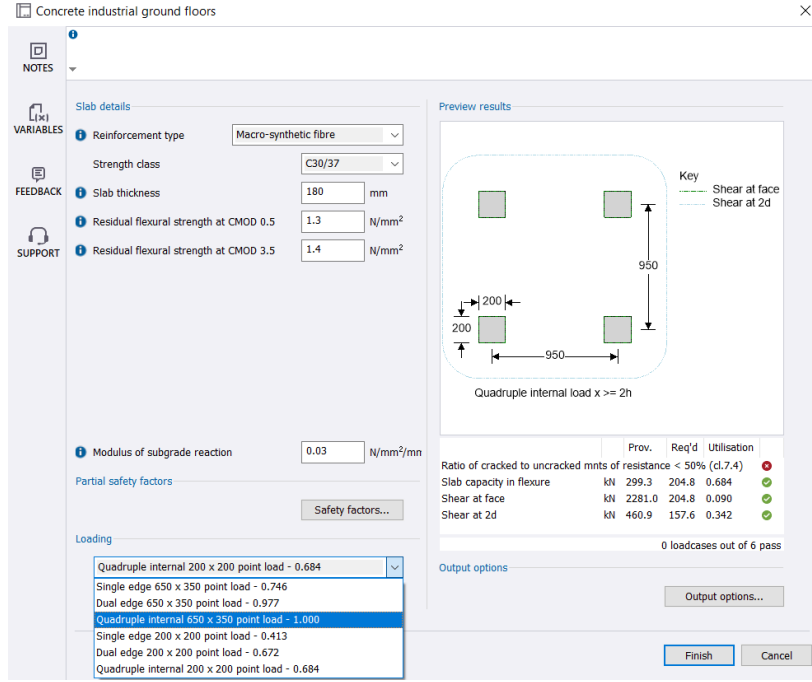 Concrete industrial ground floors
NOTES
VARIABLES
FEEDBACK
SUPPORT
Slab details
Reinforcement type Macro-synthetic fibre
Strength class C30/37
Slab thickness 180 mm
Residual flexural strength at CMOD 0.5 1.3 N/mm²
Residual flexural strength at CMOD 3.5 1.4 N/mm²
Modulus of subgrade reaction 0.03 N/mm²/mn
Partial safety factors
Safety factors...
Loading
Quadruple internal 200 x 200 point load - 0.684
Single edge 650 x 350 point load - 0.746
Dual edge 650 x 350 point load - 0.977
Quadruple internal 650 x 350 point load - 1.000
Single edge 200 x 200 point load - 0.413
Dual edge 200 x 200 point load - 0.672
Quadruple internal 200 x 200 point load - 0.684
Preview results
Key
Shear at face
Shear at 2d
950
200
200
950
Quadruple internal load x >= 2h
Prov. Req'd Utilisation
Ratio of cracked to uncracked mnts of resistance < 50% (cl.7.4)
Slab capacity in flexure kN 299.3 204.8 0.684
Shear at face kN 2281.0 204.8 0.090
Shear at 2d kN 460.9 157.6 0.342
0 loadcases out of 6 pass
Output options
Output options...
Finish Cancel